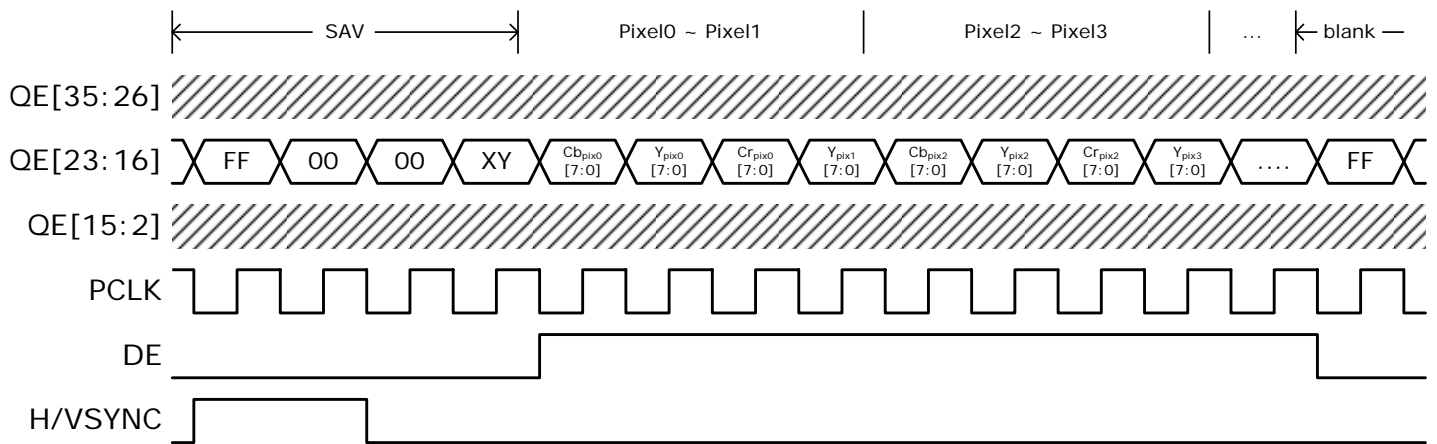 SAV Pixel0 ~ Pixel1 Pixel2 ~ Pixel3 ... blank
QE[35:26]
QE[23:16] FF 00 00 XY Cbpix0 [7:0] Ypix0 [7:0] Crpix0 [7:0] Ypix1 [7:0] Cbpix2 [7:0] Ypix2 [7:0] Crpix2 [7:0] Ypix3 [7:0] .... FF
QE[15:2]
PCLK
DE
H/VSYNC